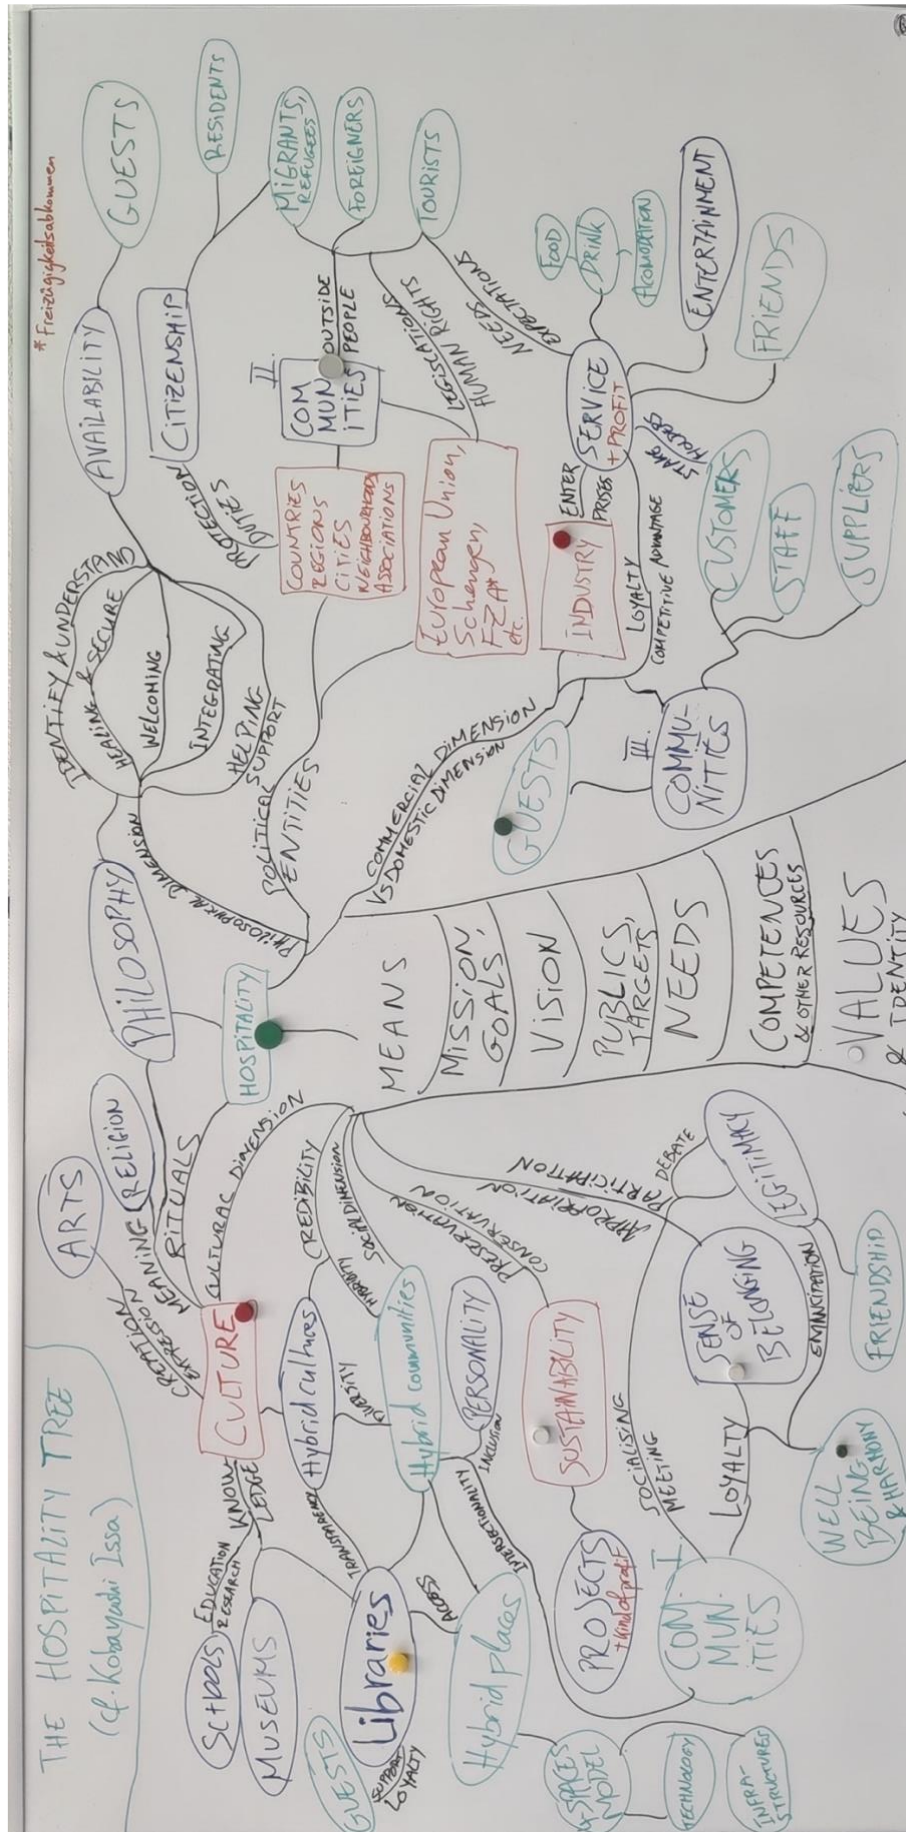 THE HOSPITALITY TREE
(cf. Kobayashi Issa)
*Freizügigkeitsabkommen
ARTS
CREATION
EXPRESSION
MEANING
RELIGION
RITUALS
PHILOSOPHY
CULTURAL DIMENSION
CULTURE
HOSPITALITY
SCHOOLS
EDUCATION
RESEARCH
KNOW-
LEDGE
MUSEUMS
GUESTS
Libraries
SUPPORT
LOYALTY
TRANSPARENCY
Hybrid cultures
CREDIBILITY
DIVERSITY
SOCIAL DIMENSION
HYBRIDITY
Hybrid communities
ACCESS
Hybrid places
PERSONALITY
INCLUSION
INTERSECTIONALITY
PRESERVATION
CONSERVATION
SUSTAINABILITY
PROJECTS
+ kind of profit
4-SPACES
MODEL
TECHNOLOGY
INFRA-
STRUCTURES
I
COM-
MUN-
ITIES
SOCIALISING
MEETING
APPROPRIATION
PARTICIPATION
DEBATE
LEGITIMACY
SENSE
OF
BELONGING
LOYALTY
EMANCIPATION
FRIENDSHIP
WELL
BEING
& HARMONY
MEANS
MISSION,
GOALS
VISION
PUBLICS,
TARGETS,
NEEDS
COMPETENCES
& OTHER RESOURCES
VALUES
& IDENTITY
PHILOSOPHICAL DIMENSION
IDENTIFY & UNDERSTAND
HEALING & SECURE
WELCOMING
INTEGRATING
HELPING
SUPPORT
POLITICAL
ENTITIES
AVAILABILITY
GUESTS
PROTECTION
DUTIES
CITIZENSHIP
RESIDENTS
MIGRANTS,
REFUGEES
FOREIGNERS
TOURISTS
II.
COM
MUN
ITIES
OUTSIDE
PEOPLE
COUNTRIES
REGIONS
CITIES
NEIGHBOURHOODS
ASSOCIATIONS
LEGISLATIONS
HUMAN RIGHTS
European Union,
Schengen,
FZA*
etc.
NEEDS
EXPECTATIONS
COMMERCIAL DIMENSION
VS DOMESTIC DIMENSION
INDUSTRY
ENTER
PRISES
SERVICE
+ PROFIT
FOOD
DRINK
ACOMODATION
ENTERTAINMENT
FRIENDS
STAKE
HOLDERS
LOYALTY
COMPETITIVE ADVANTAGE
GUESTS
III.
COMMU-
NITIES
CUSTOMERS
STAFF
SUPPLIERS